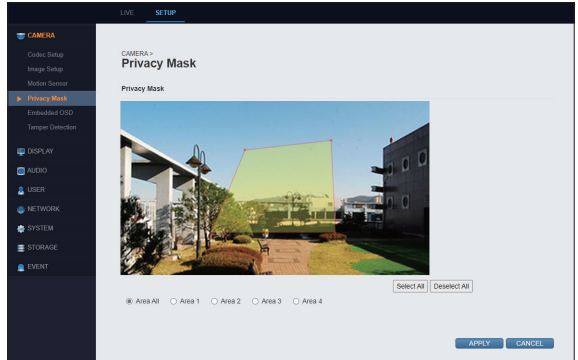 LIVE SETUP
CAMERA
Codec Setup
Image Setup
Motion Sensor
Privacy Mask
Embedded OSD
Tamper Detection
DISPLAY
AUDIO
USER
NETWORK
SYSTEM
STORAGE
EVENT
CAMERA >
Privacy Mask
Privacy Mask
Select All Deselect All
Area All Area 1 Area 2 Area 3 Area 4
APPLY CANCEL